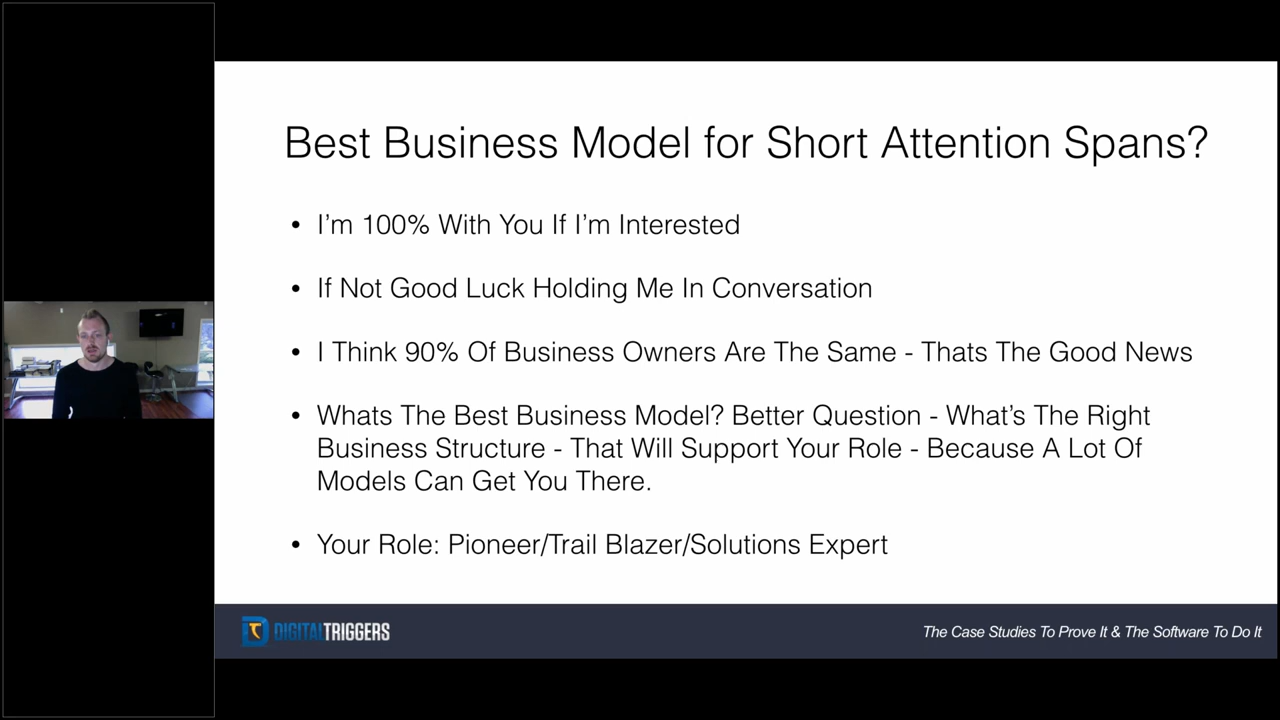 Best Business Model for Short Attention Spans?
• I'm 100% With You If I'm Interested
• If Not Good Luck Holding Me In Conversation
• I Think 90% Of Business Owners Are The Same - Thats The Good News
• Whats The Best Business Model? Better Question - What's The Right
Business Structure - That Will Support Your Role - Because A Lot Of
Models Can Get You There.
• Your Role: Pioneer/Trail Blazer/Solutions Expert
DIGITALTRIGGERS
The Case Studies To Prove It & The Software To Do It